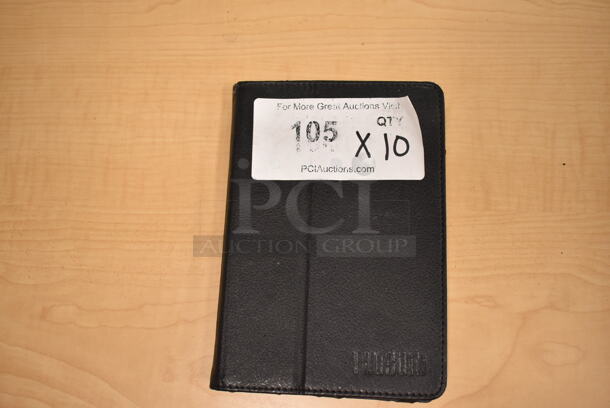 For More Great Auctions Visit
QTY
105 X 10
PCIAuctions.com
PCI
AUCTION GROUP